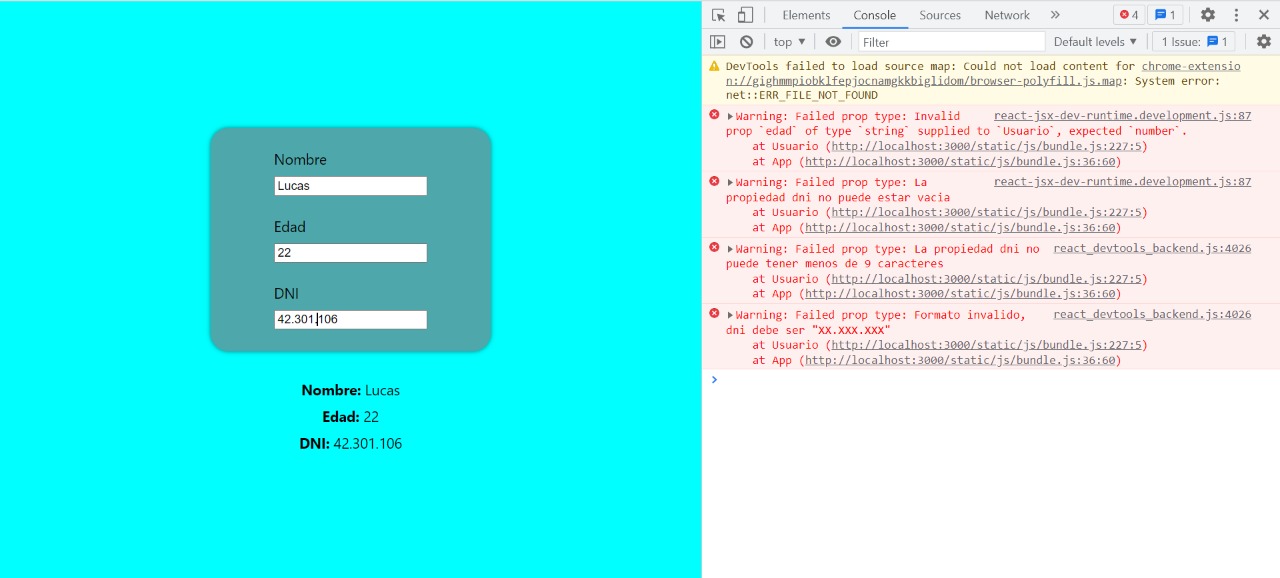 Nombre
Lucas
Edad
22
DNI
42.301.106
Nombre: Lucas
Edad: 22
DNI: 42.301.106
Elements Console Sources Network » 4 1
top Filter Default levels 1 Issue: 1
DevTools failed to load source map: Could not load content for chrome-extensio
n://gighmmpiobklfepjocnamgkkbiglidom/browser-polyfill.js.map: System error:
net::ERR_FILE_NOT_FOUND
Warning: Failed prop type: Invalid react-jsx-dev-runtime.development.js:87
prop `edad` of type `string` supplied to `Usuario`, expected `number`.
at Usuario (http://localhost:3000/static/js/bundle.js:227:5)
at App (http://localhost:3000/static/js/bundle.js:36:60)
Warning: Failed prop type: La react-jsx-dev-runtime.development.js:87
propiedad dni no puede estar vacia
at Usuario (http://localhost:3000/static/js/bundle.js:227:5)
at App (http://localhost:3000/static/js/bundle.js:36:60)
Warning: Failed prop type: La propiedad dni no react_devtools_backend.js:4026
puede tener menos de 9 caracteres
at Usuario (http://localhost:3000/static/js/bundle.js:227:5)
at App (http://localhost:3000/static/js/bundle.js:36:60)
Warning: Failed prop type: Formato invalido, react_devtools_backend.js:4026
dni debe ser "XX.XXX.XXX"
at Usuario (http://localhost:3000/static/js/bundle.js:227:5)
at App (http://localhost:3000/static/js/bundle.js:36:60)